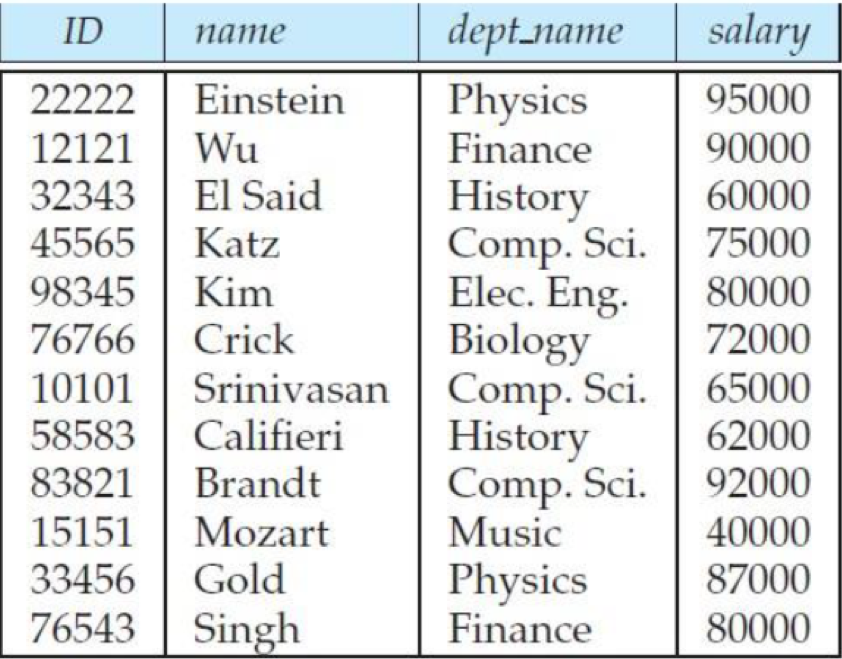 ID name dept_name salary
22222 Einstein Physics 95000
12121 Wu Finance 90000
32343 El Said History 60000
45565 Katz Comp. Sci. 75000
98345 Kim Elec. Eng. 80000
76766 Crick Biology 72000
10101 Srinivasan Comp. Sci. 65000
58583 Califieri History 62000
83821 Brandt Comp. Sci. 92000
15151 Mozart Music 40000
33456 Gold Physics 87000
76543 Singh Finance 80000